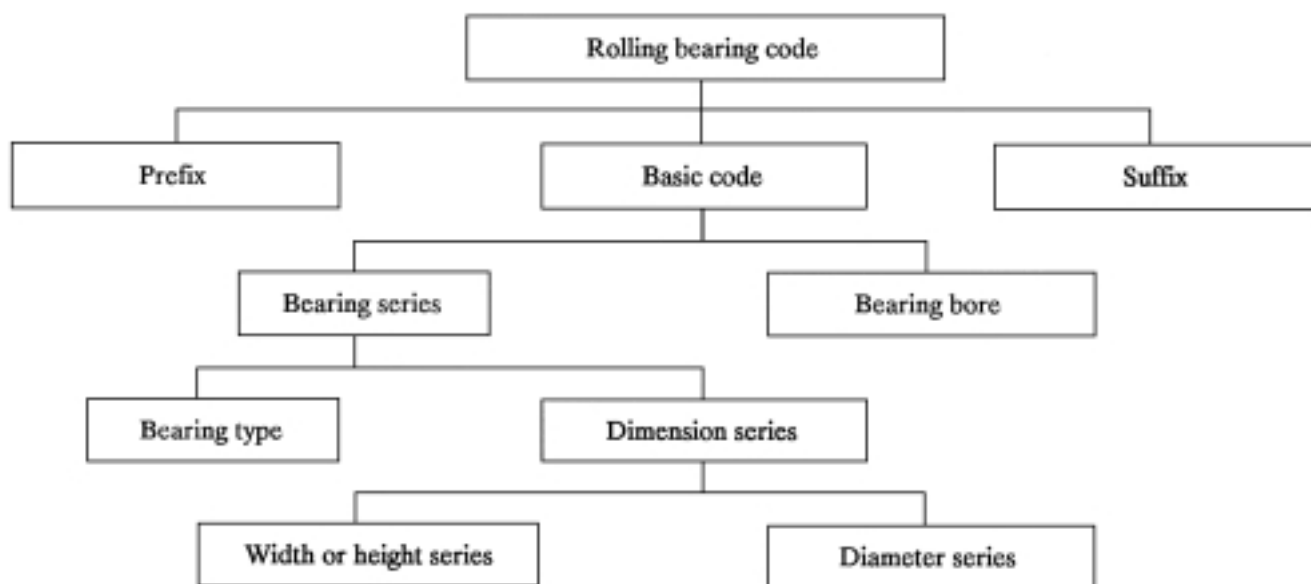 Rolling bearing code
Prefix
Basic code
Suffix
Bearing series
Bearing bore
Bearing type
Dimension series
Width or height series
Diameter series